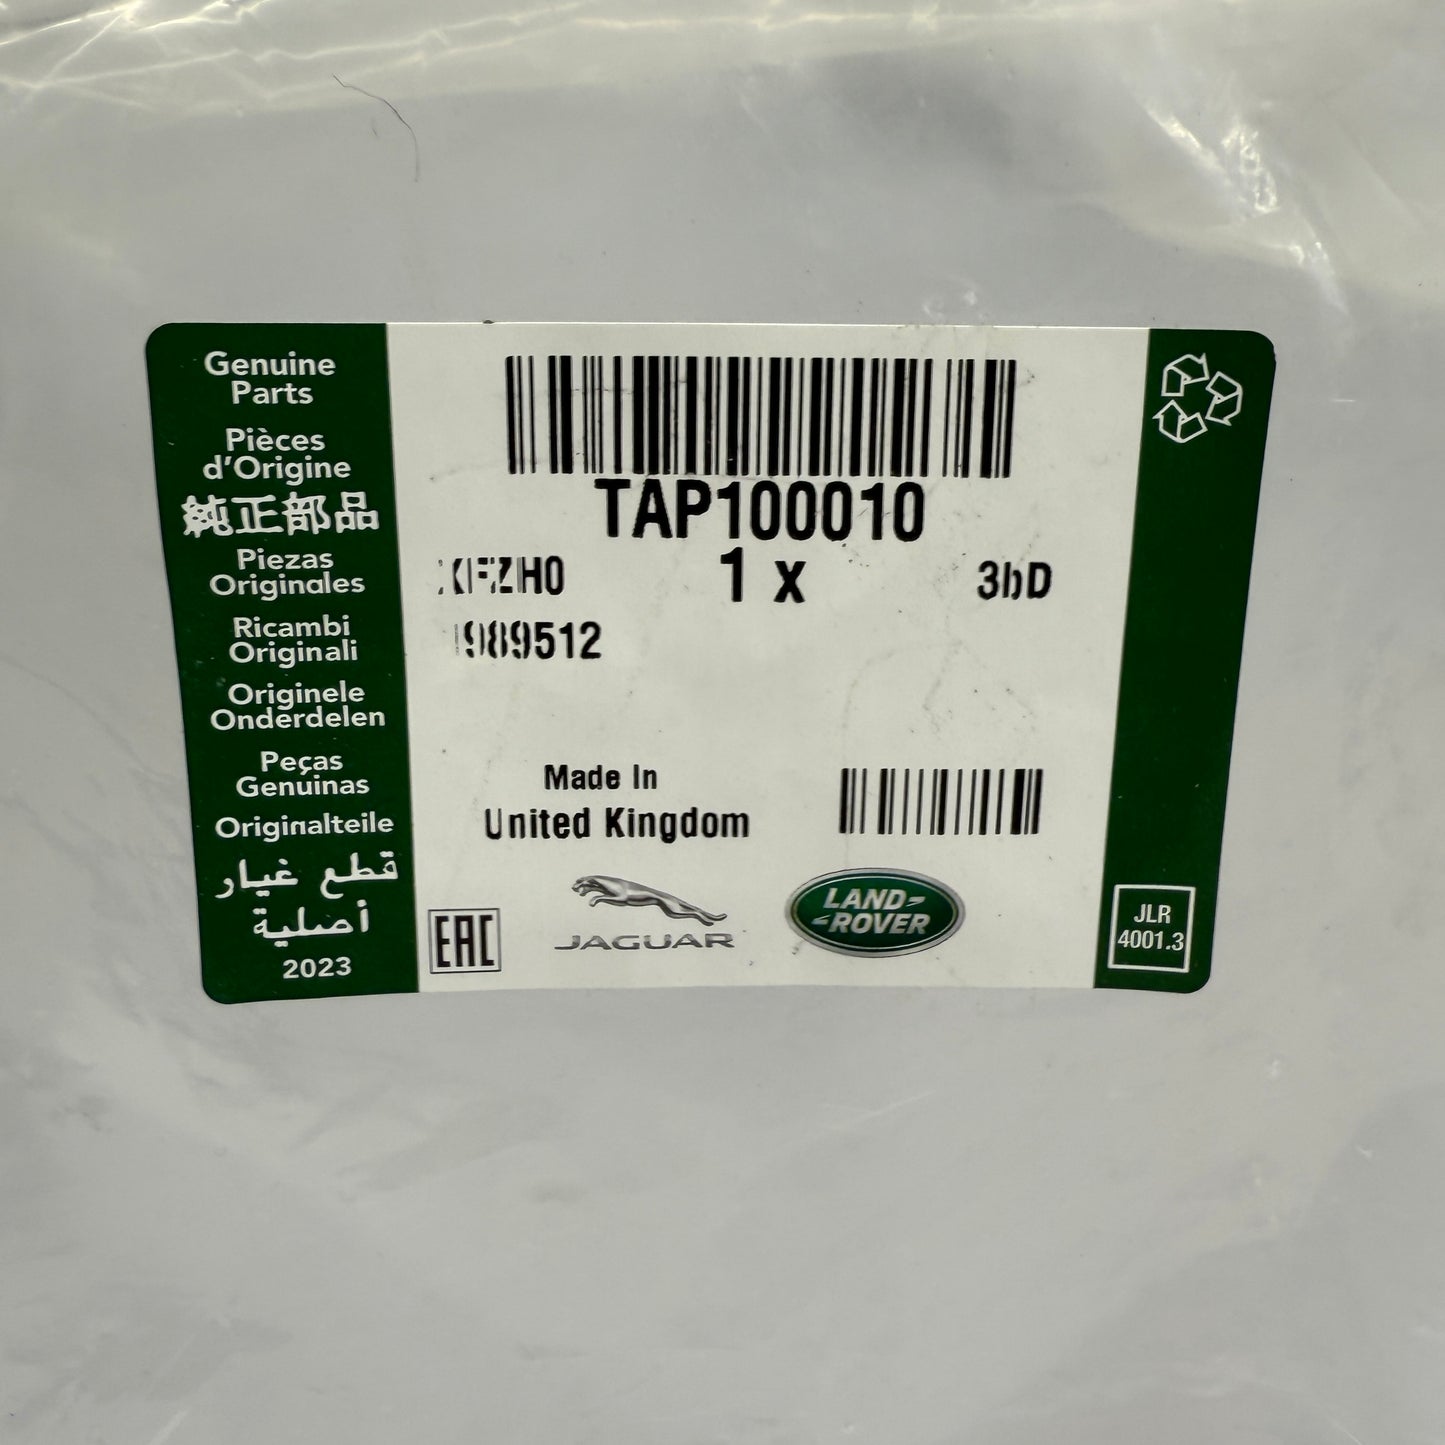 Genuine
Parts
Pièces
d'Origine
純正部品
Piezas
Originales
Ricambi
Originali
Originele
Onderdelen
Peças
Genuinas
Originalteile
قطع غيار
أصلية
2023
TAP100010
1 x
989512
Made In
United Kingdom
EAC
JAGUAR
LAND-
-ROVER
JLR
4001.3